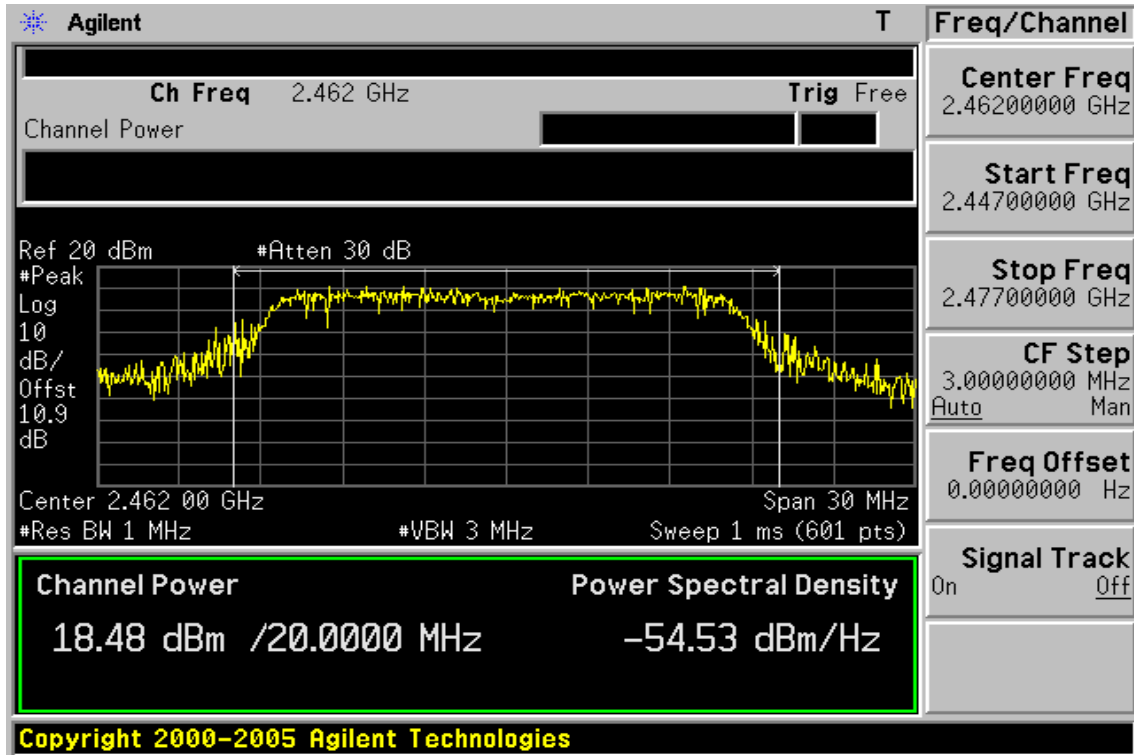 Agilent
T
Freq/Channel
Ch Freq 2.462 GHz
Trig Free
Channel Power
Ref 20 dBm
#Atten 30 dB
#Peak
Log
10
dB/
Offst
10.9
dB
Center 2.462 00 GHz
Span 30 MHz
#Res BW 1 MHz
#VBW 3 MHz
Sweep 1 ms (601 pts)
Channel Power
Power Spectral Density
18.48 dBm /20.0000 MHz
-54.53 dBm/Hz
Copyright 2000-2005 Agilent Technologies
Center Freq
2.46200000 GHz
Start Freq
2.44700000 GHz
Stop Freq
2.47700000 GHz
CF Step
3.00000000 MHz
Auto Man
Freq Offset
0.00000000 Hz
Signal Track
On Off